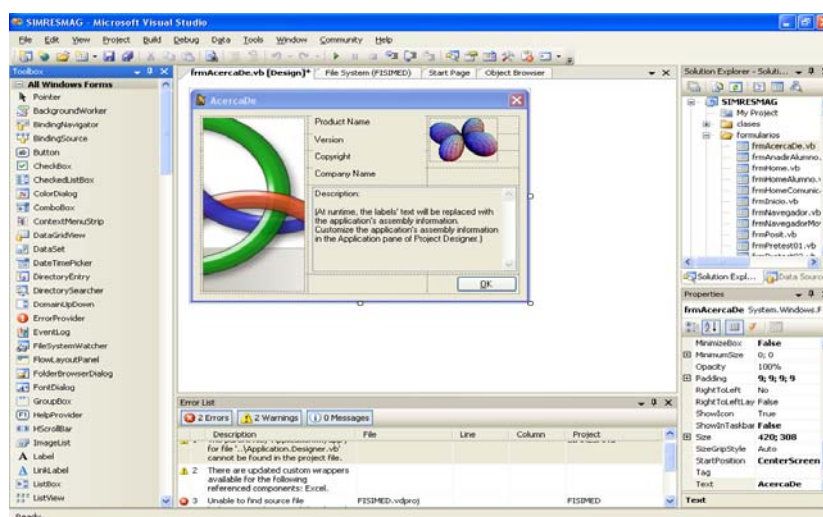 SIMRESMAG - Microsoft Visual Studio
File Edit View Project Build Debug Data Tools Window Community Help
Toolbox
All Windows Forms
Pointer
BackgroundWorker
BindingNavigator
BindingSource
Button
CheckBox
CheckedListBox
ColorDialog
ComboBox
ContextMenuStrip
DataGridView
DataSet
DateTimePicker
DirectoryEntry
DirectorySearcher
DomainUpDown
ErrorProvider
EventLog
FileSystemWatcher
FlowLayoutPanel
FolderBrowserDialog
FontDialog
GroupBox
HelpProvider
HScrollBar
ImageList
Label
LinkLabel
ListBox
ListView
Ready
frmAcercaDe.vb [Design]* File System (FISIMED) Start Page Object Browser
AcercaDe
Product Name
Version
Copyright
Company Name
Description:
(At runtime, the labels' text will be replaced with
the application's assembly information.
Customize the application's assembly information
in the Application pane of Project Designer.)
OK
Error List
2 Errors 2 Warnings 0 Messages
Description File Line Column Project
for file '..\Application.Designer.vb'
cannot be found in the project file.
2 There are updated custom wrappers
available for the following
referenced components: Excel.
3 Unable to find source file FISIMED.vdproj FISIMED
Solution Explorer - Soluti...
SIMRESMAG
My Project
clases
formularios
frmAcercaDe.vb
frmAnadrAlumno.
frmHome.vb
frmHomeAlumno.v
frmHomeComunic
frmInicio.vb
frmNavegador.vb
frmNavegadorMov
frmPosit.vb
frmPretest01.vb
Solution Expl... Data Sourc
Properties
frmAcercaDe System.Windows.F
MinimizeBox False
MinimumSize 0; 0
Opacity 100%
Padding 9; 9; 9; 9
RightToLeft No
RightToLeftLay False
ShowIcon True
ShowInTaskbar False
Size 420; 308
SizeGripStyle Auto
StartPosition CenterScreen
Tag
Text AcercaDe
Text